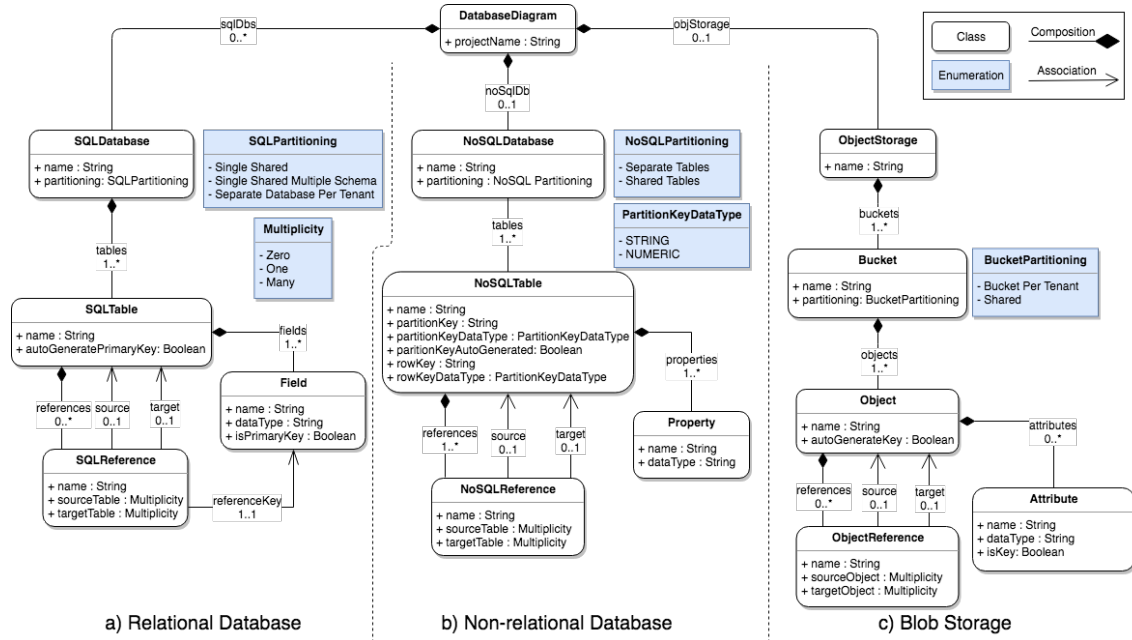 DatabaseDiagram
+ projectName : String
sqlDbs
0..*
noSqlDb
0..1
objStorage
0..1
Class
Composition
Enumeration
Association
SQLDatabase
+ name : String
+ partitioning: SQLPartitioning
SQLPartitioning
- Single Shared
- Single Shared Multiple Schema
- Separate Database Per Tenant
Multiplicity
- Zero
- One
- Many
tables
1..*
SQLTable
+ name : String
+ autoGeneratePrimaryKey: Boolean
fields
1..*
Field
+ name : String
+ dataType : String
+ isPrimaryKey : Boolean
references
0..*
source
0..1
target
0..1
SQLReference
+ name : String
+ sourceTable : Multiplicity
+ targetTable : Multiplicity
referenceKey
1..1
a) Relational Database
NoSQLDatabase
+ name : String
+ partitioning : NoSQL Partitioning
NoSQLPartitioning
- Separate Tables
- Shared Tables
PartitionKeyDataType
- STRING
- NUMERIC
tables
1..*
NoSQLTable
+ name : String
+ partitionKey : String
+ partitionKeyDataType : PartitionKeyDataType
+ paritionKeyAutoGenerated: Boolean
+ rowKey : String
+ rowKeyDataType : PartitionKeyDataType
properties
1..*
Property
+ name : String
+ dataType : String
references
1..*
source
0..1
target
0..1
NoSQLReference
+ name : String
+ sourceTable : Multiplicity
+ targetTable : Multiplicity
b) Non-relational Database
ObjectStorage
+ name : String
buckets
1..*
Bucket
+ name : String
+ partitioning: BucketPartitioning
BucketPartitioning
- Bucket Per Tenant
- Shared
objects
1..*
Object
+ name : String
+ autoGenerateKey : Boolean
attributes
0..*
Attribute
+ name : String
+ dataType : String
+ isKey: Boolean
references
0..*
source
0..1
target
0..1
ObjectReference
+ name : String
+ sourceObject : Multiplicity
+ targetObject : Multiplicity
c) Blob Storage